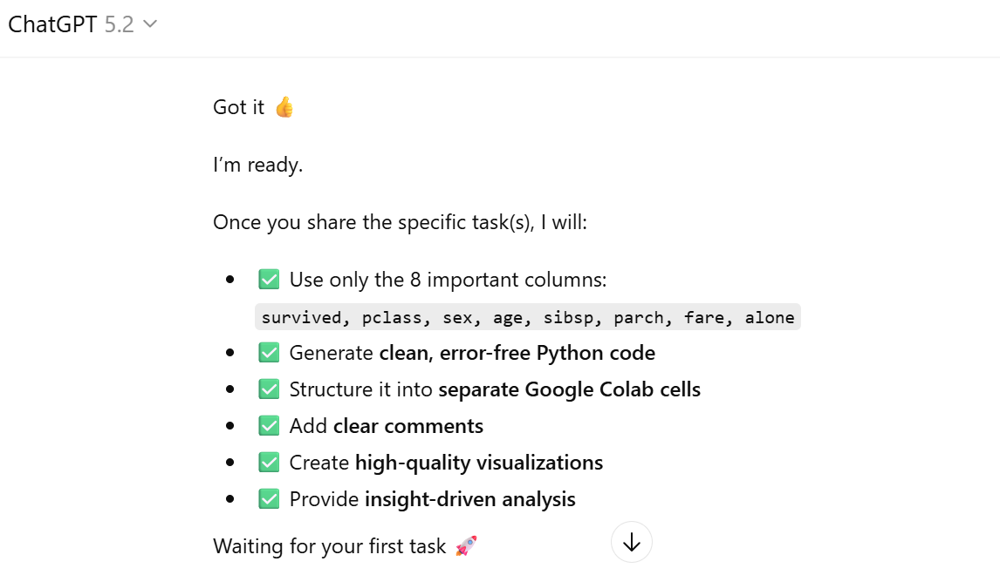 ChatGPT 5.2
Got it 👍
I’m ready.
Once you share the specific task(s), I will:
✅ Use only the 8 important columns:
survived, pclass, sex, age, sibsp, parch, fare, alone
✅ Generate clean, error-free Python code
✅ Structure it into separate Google Colab cells
✅ Add clear comments
✅ Create high-quality visualizations
✅ Provide insight-driven analysis
Waiting for your first task 🚀